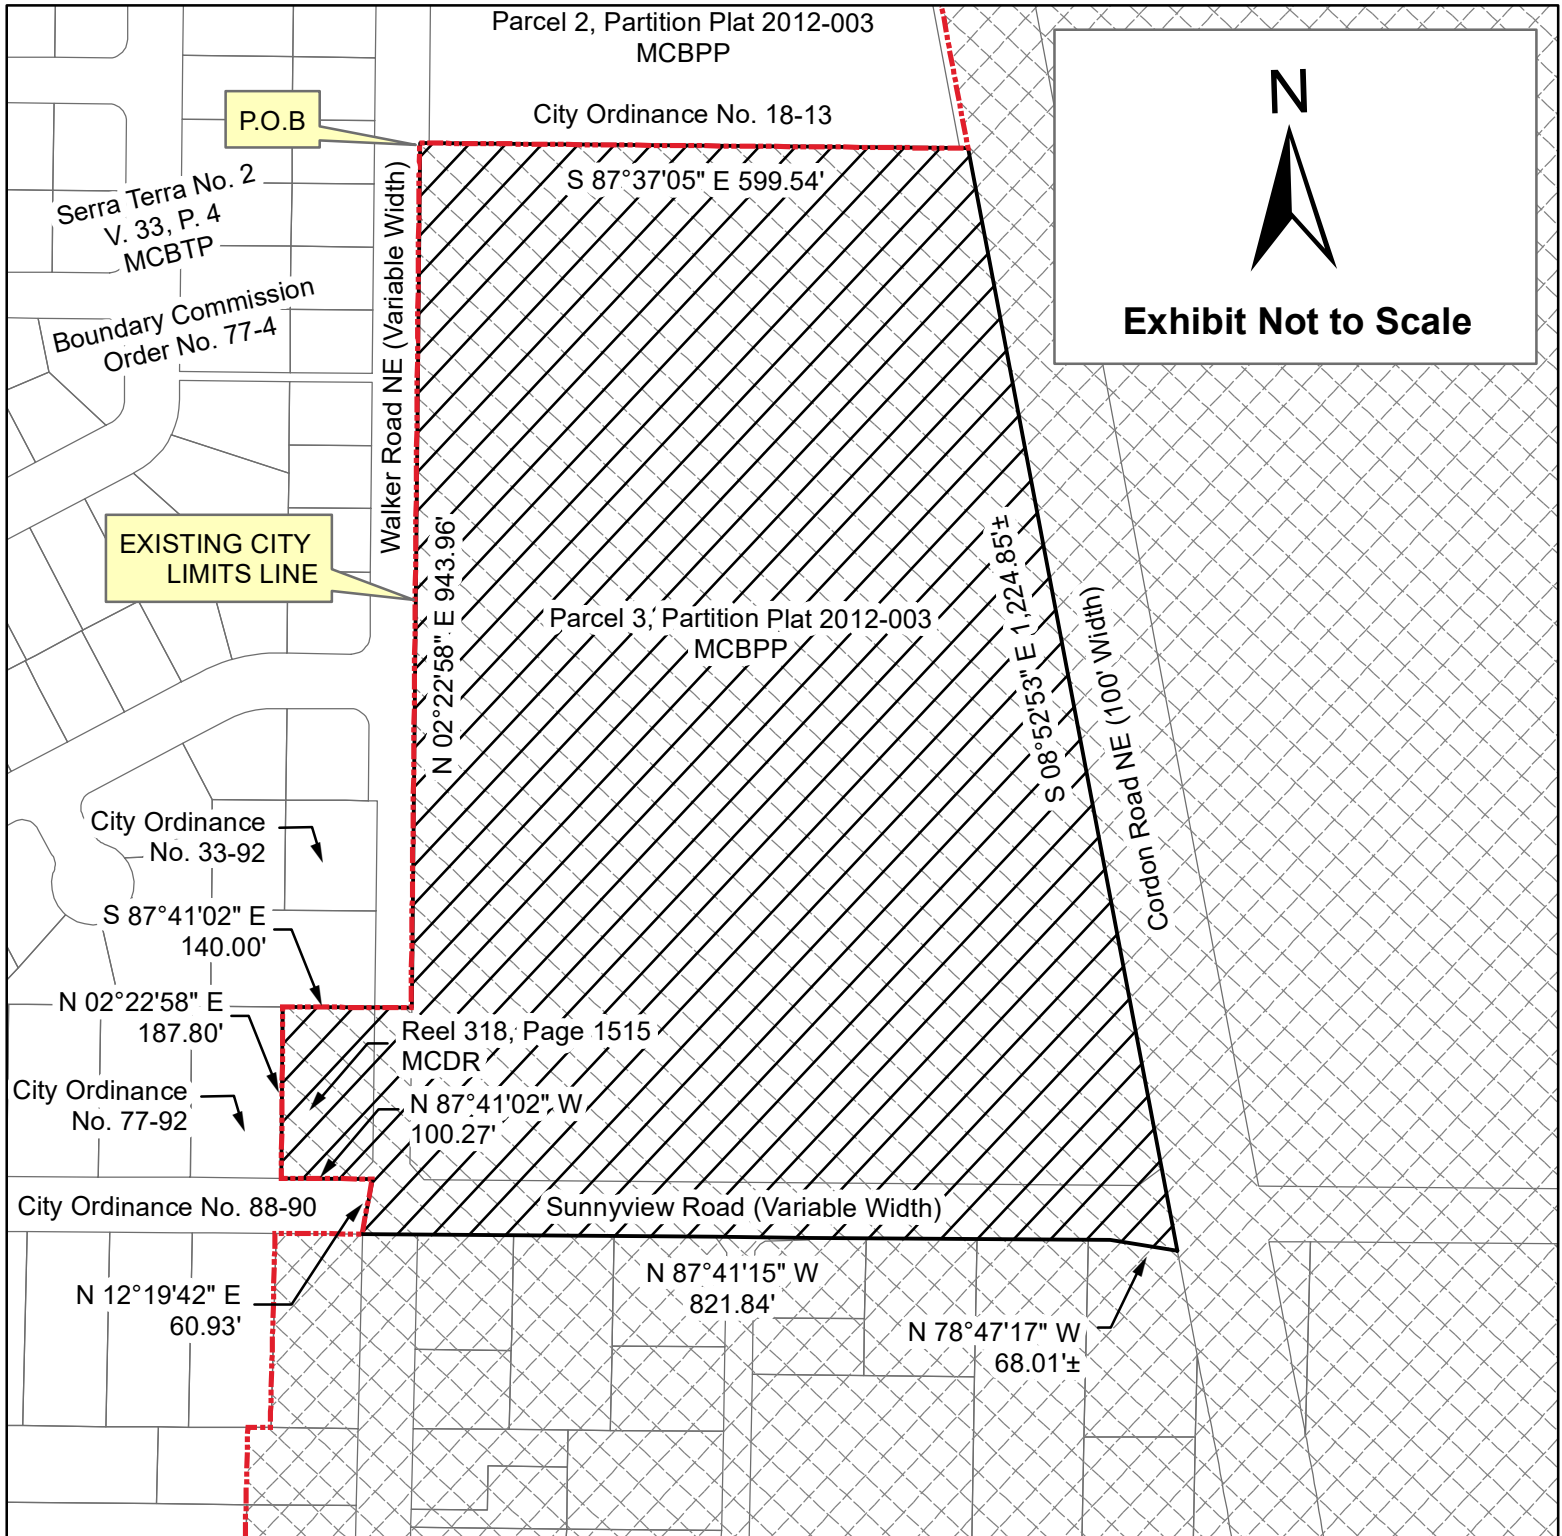 Parcel 2, Partition Plat 2012-003
MCBPP
City Ordinance No. 18-13
N
Exhibit Not to Scale
P.O.B
S 87°37'05" E 599.54'
Serra Terra No. 2
V. 33, P. 4
MCBTP
Boundary Commission
Order No. 77-4
Walker Road NE (Variable Width)
EXISTING CITY
LIMITS LINE
N 02°22'58" E 943.96'
Parcel 3, Partition Plat 2012-003
MCBPP
S 08°52'53" E 1,224.85'±
Cordon Road NE (100' Width)
City Ordinance
No. 33-92
S 87°41'02" E
140.00'
N 02°22'58" E
187.80'
Reel 318, Page 1515
MCDR
City Ordinance
No. 77-92
N 87°41'02" W
100.27'
City Ordinance No. 88-90
Sunnyview Road (Variable Width)
N 12°19'42" E
60.93'
N 87°41'15" W
821.84'
N 78°47'17" W
68.01'±